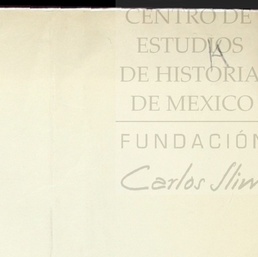 CENTRO DE
ESTUDIOS
DE HISTORIA
DE MEXICO
FUNDACIÓN
Carlos Slim